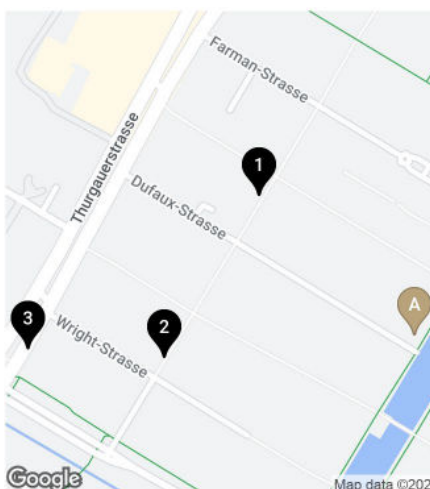 Farman-Strasse
1
Thurgauerstrasse
Dufaux-Strasse
A
2
3
Wright-Strasse
Google
Map data ©202